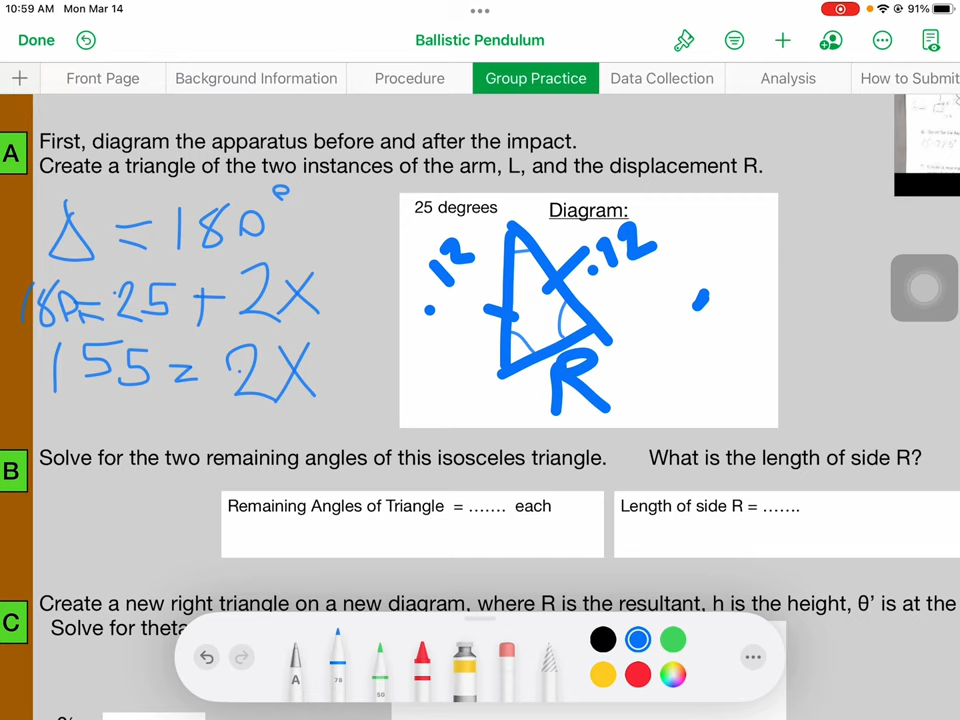 10:59 AM Mon Mar 14
91%
Done
Ballistic Pendulum
Front Page
Background Information
Procedure
Group Practice
Data Collection
Analysis
How to Submit
A
First, diagram the apparatus before and after the impact.
Create a triangle of the two instances of the arm, L, and the displacement R.
25 degrees
Diagram:
Δ = 180°
180 = 25 + 2X
155 = 2X
.12
.12
R
B
Solve for the two remaining angles of this isosceles triangle.
What is the length of side R?
Remaining Angles of Triangle = ……. each
Length of side R = …….
C
Create a new right triangle on a new diagram, where R is the resultant, h is the height, θ’ is at the
Solve for theta
A
78
50